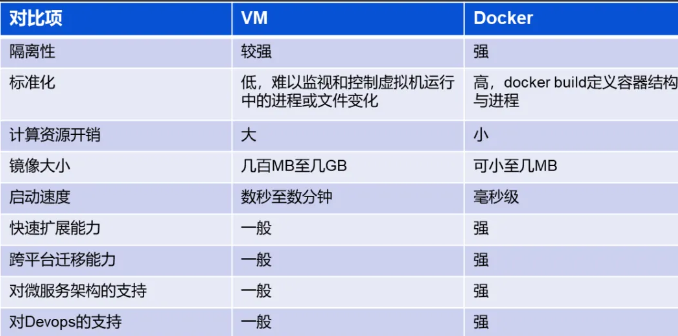 对比项 VM Docker
隔离性 较强 强
标准化 低，难以监视和控制虚拟机运行中的进程或文件变化 高，docker build定义容器结构与进程
计算资源开销 大 小
镜像大小 几百MB至几GB 可小至几MB
启动速度 数秒至数分钟 毫秒级
快速扩展能力 一般 强
跨平台迁移能力 一般 强
对微服务架构的支持 一般 强
对Devops的支持 一般 强